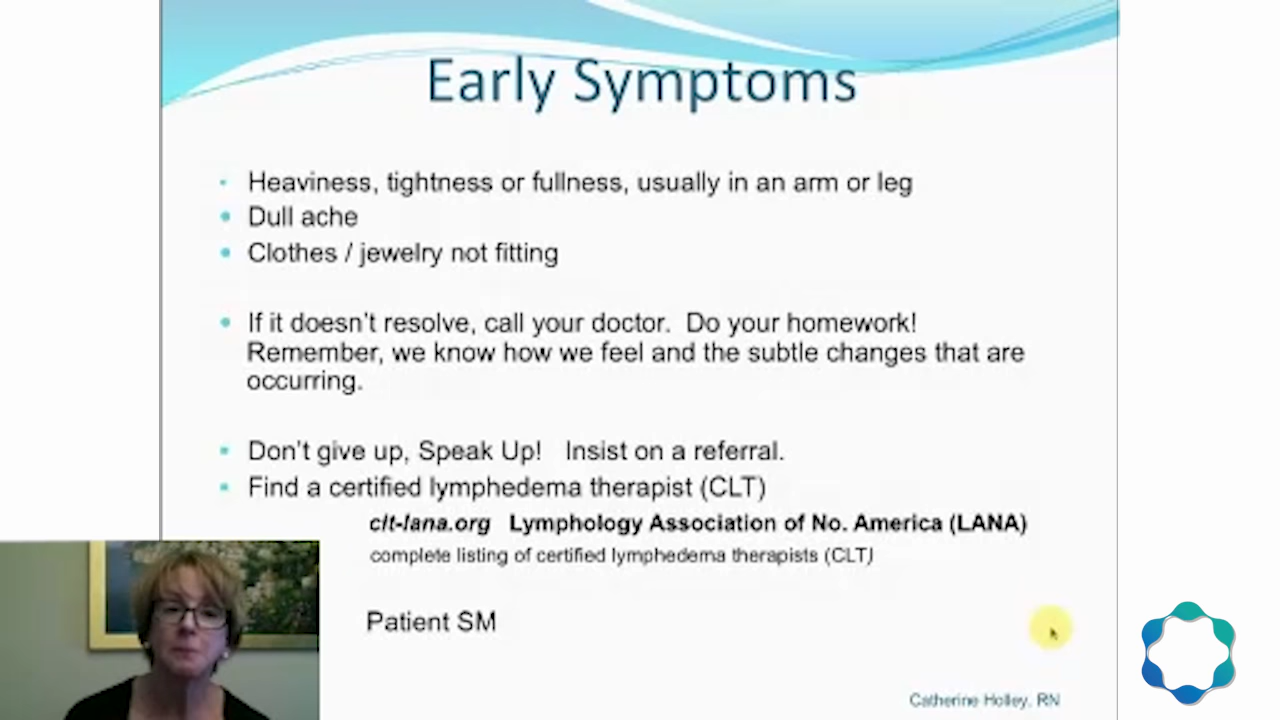 Early Symptoms
Heaviness, tightness or fullness, usually in an arm or leg
Dull ache
Clothes / jewelry not fitting
If it doesn't resolve, call your doctor. Do your homework!
Remember, we know how we feel and the subtle changes that are
occurring.
Don't give up, Speak Up! Insist on a referral.
Find a certified lymphedema therapist (CLT)
clt-lana.org Lymphology Association of No. America (LANA)
complete listing of certified lymphedema therapists (CLT)
Patient SM
Catherine Holley, RN